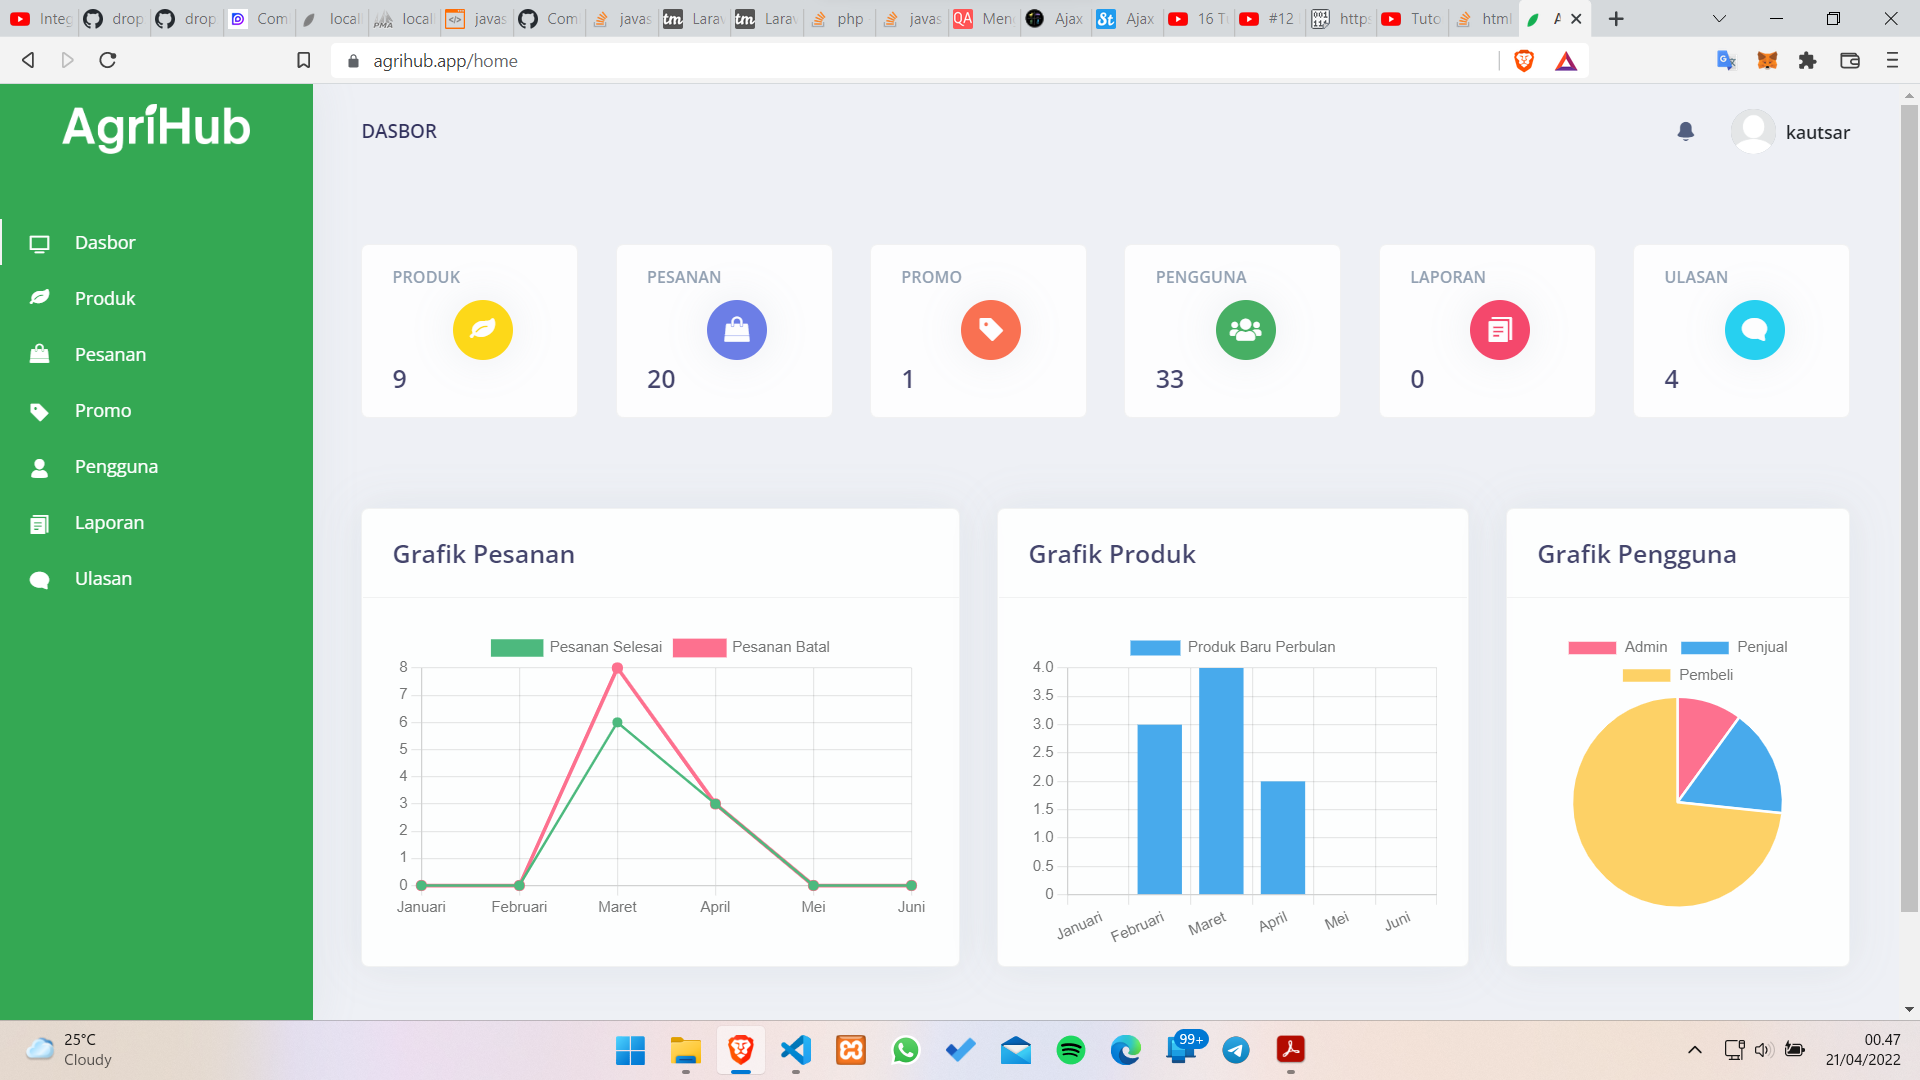 Integ
drop
drop
Com
local
local
javas
Com
javas
Larav
Larav
php
javas
Men
Ajax
Ajax
16 Tu
#12
https
Tuto
html
agrihub.app/home
AgriHub
DASBOR
kautsar
Dasbor
Produk
Pesanan
Promo
Pengguna
Laporan
Ulasan
PRODUK
9
PESANAN
20
PROMO
1
PENGGUNA
33
LAPORAN
0
ULASAN
4
Grafik Pesanan
Pesanan Selesai Pesanan Batal
8
7
6
5
4
3
2
1
0
Januari Februari Maret April Mei Juni
Grafik Produk
Produk Baru Perbulan
4.0
3.5
3.0
2.5
2.0
1.5
1.0
0.5
0
Januari Februari Maret April Mei Juni
Grafik Pengguna
Admin Penjual
Pembeli
25°C
Cloudy
99+
00.47
21/04/2022